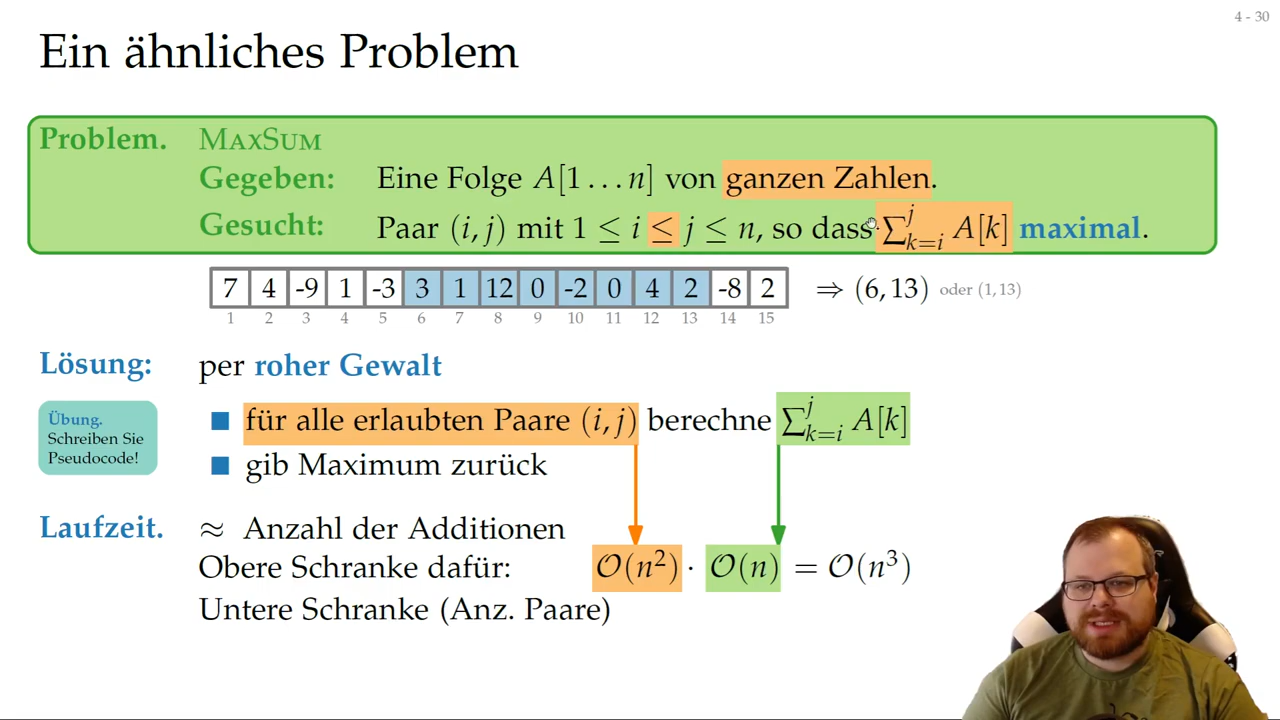 4 - 30
Ein ähnliches Problem
Problem. MaxSum
Gegeben: Eine Folge A[1 . . . n] von ganzen Zahlen.
Gesucht: Paar (i, j) mit 1 ≤ i ≤ j ≤ n, so dass ∑_{k=i}^{j} A[k] maximal.
7 4 -9 1 -3 3 1 12 0 -2 0 4 2 -8 2 ⇒ (6, 13) oder (1, 13)
1 2 3 4 5 6 7 8 9 10 11 12 13 14 15
Lösung: per roher Gewalt
Übung.
Schreiben Sie
Pseudocode!
für alle erlaubten Paare (i, j) berechne ∑_{k=i}^{j} A[k]
gib Maximum zurück
Laufzeit. ≈ Anzahl der Additionen
Obere Schranke dafür: O(n²) · O(n) = O(n³)
Untere Schranke (Anz. Paare)